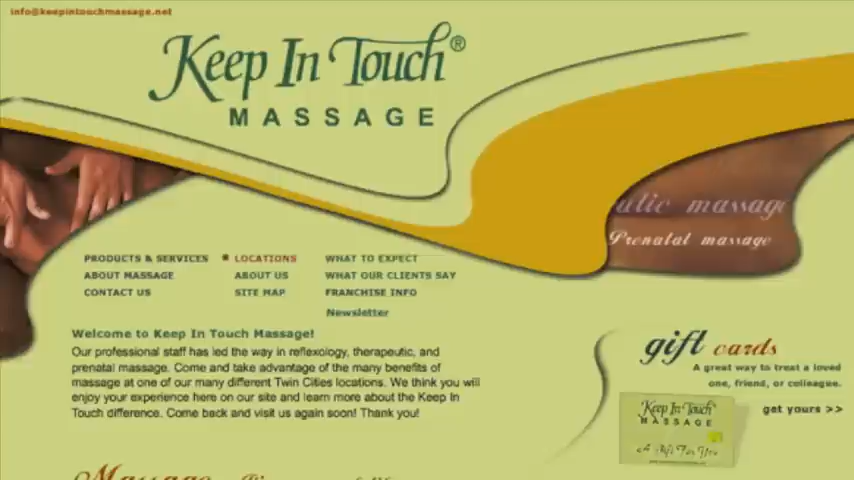 info@keepintouchmassage.net
Keep In Touch®
MASSAGE
massage
Prenatal massage
PRODUCTS & SERVICES
LOCATIONS
WHAT TO EXPECT
ABOUT MASSAGE
ABOUT US
WHAT OUR CLIENTS SAY
CONTACT US
SITE MAP
FRANCHISE INFO
Newsletter
Welcome to Keep In Touch Massage!
Our professional staff has led the way in reflexology, therapeutic, and
prenatal massage. Come and take advantage of the many benefits of
massage at one of our many different Twin Cities locations. We think you will
enjoy your experience here on our site and learn more about the Keep In
Touch difference. Come back and visit us again soon! Thank you!
gift cards
A great way to treat a loved
one, friend, or colleague.
get yours >>
Keep In Touch
MASSAGE
A Gift For You
Massage